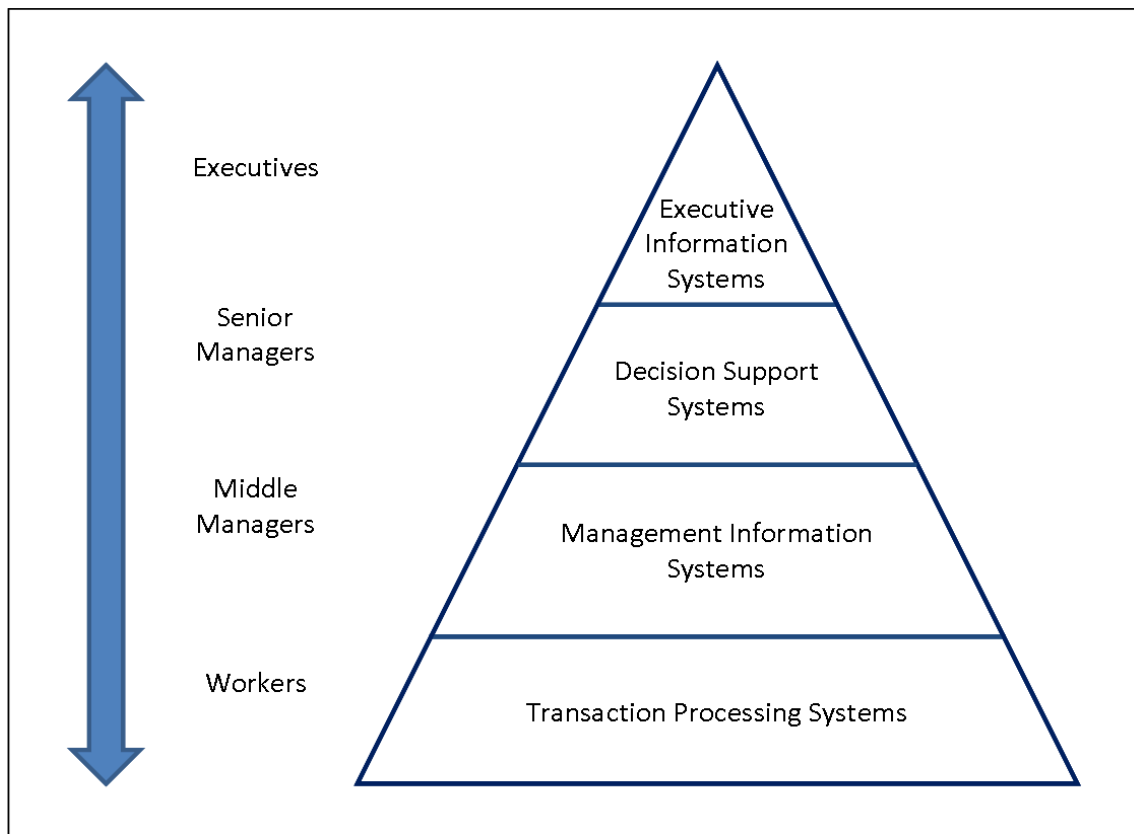 Executives
Executive
Information
Systems
Senior
Managers
Decision Support
Systems
Middle
Managers
Management Information
Systems
Workers
Transaction Processing Systems